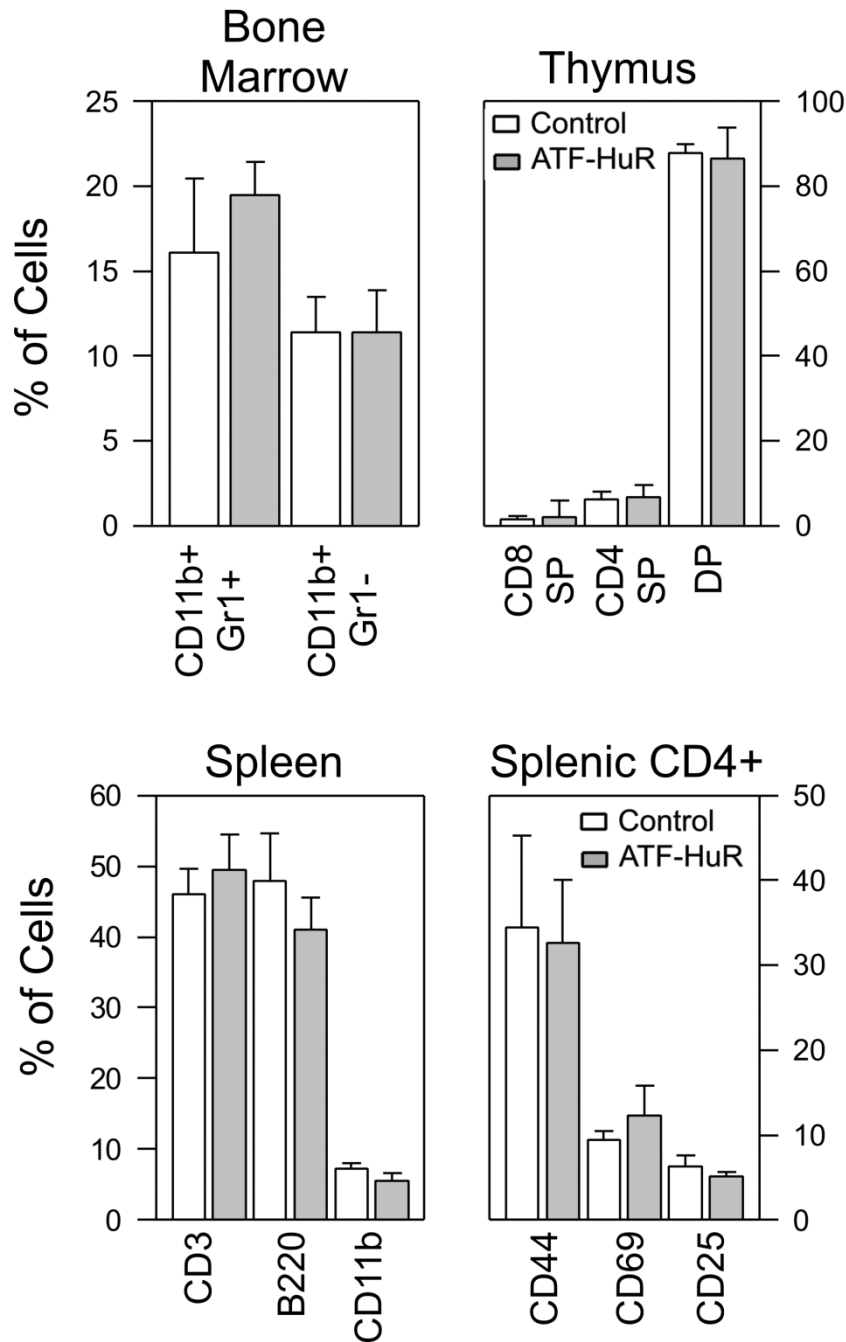 Bone
Marrow
Thymus
% of Cells
25
20
15
10
5
0
Control
ATF-HuR
100
80
60
40
20
0
CD11b+
Gr1+
CD11b+
Gr1-
CD8
SP
CD4
SP
DP
Spleen
Splenic CD4+
% of Cells
60
50
40
30
20
10
0
Control
ATF-HuR
50
40
30
20
10
0
CD3
B220
CD11b
CD44
CD69
CD25